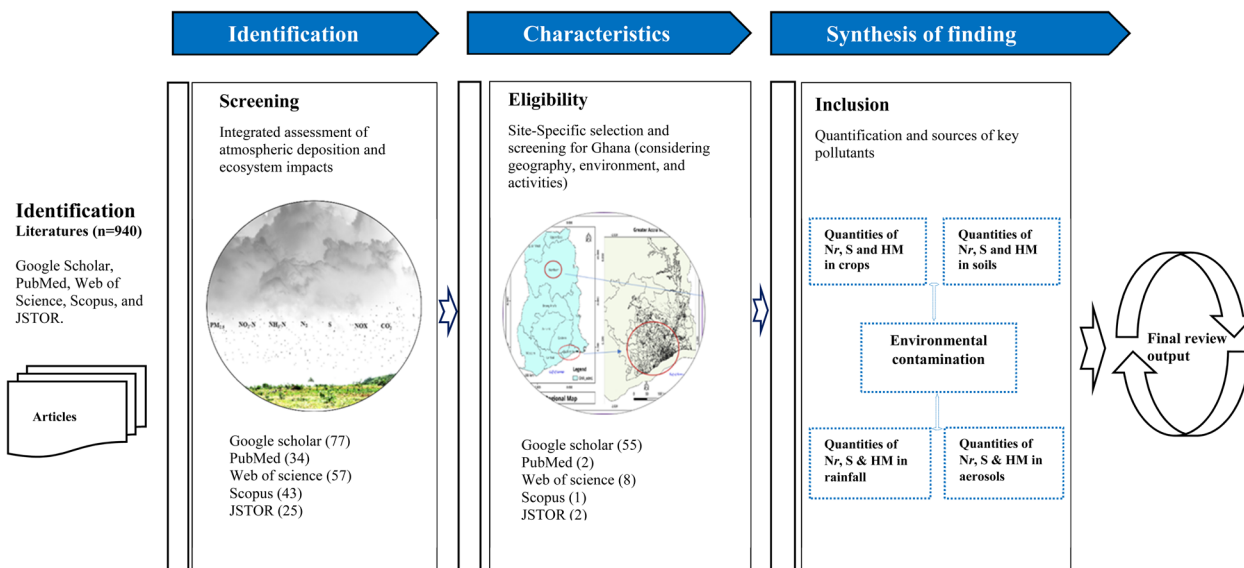 Identification
Characteristics
Synthesis of finding
Identification
Literatures (n=940)
Google Scholar,
PubMed, Web of
Science, Scopus, and
JSTOR.
Articles
Screening
Integrated assessment of
atmospheric deposition and
ecosystem impacts
NO3-N NH4-N N2 S NOX CO2
Google scholar (77)
PubMed (34)
Web of science (57)
Scopus (43)
JSTOR (25)
Eligibility
Site-Specific selection and
screening for Ghana (considering
geography, environment, and
activities)
Greater Accra
Legend
Regional Map
Google scholar (55)
PubMed (2)
Web of science (8)
Scopus (1)
JSTOR (2)
Inclusion
Quantification and sources of key
pollutants
Quantities of
Nr, S and HM
in crops
Quantities of
Nr, S and HM
in soils
Environmental
contamination
Quantities of
Nr, S & HM in
rainfall
Quantities of
Nr, S & HM in
aerosols
Final review
output